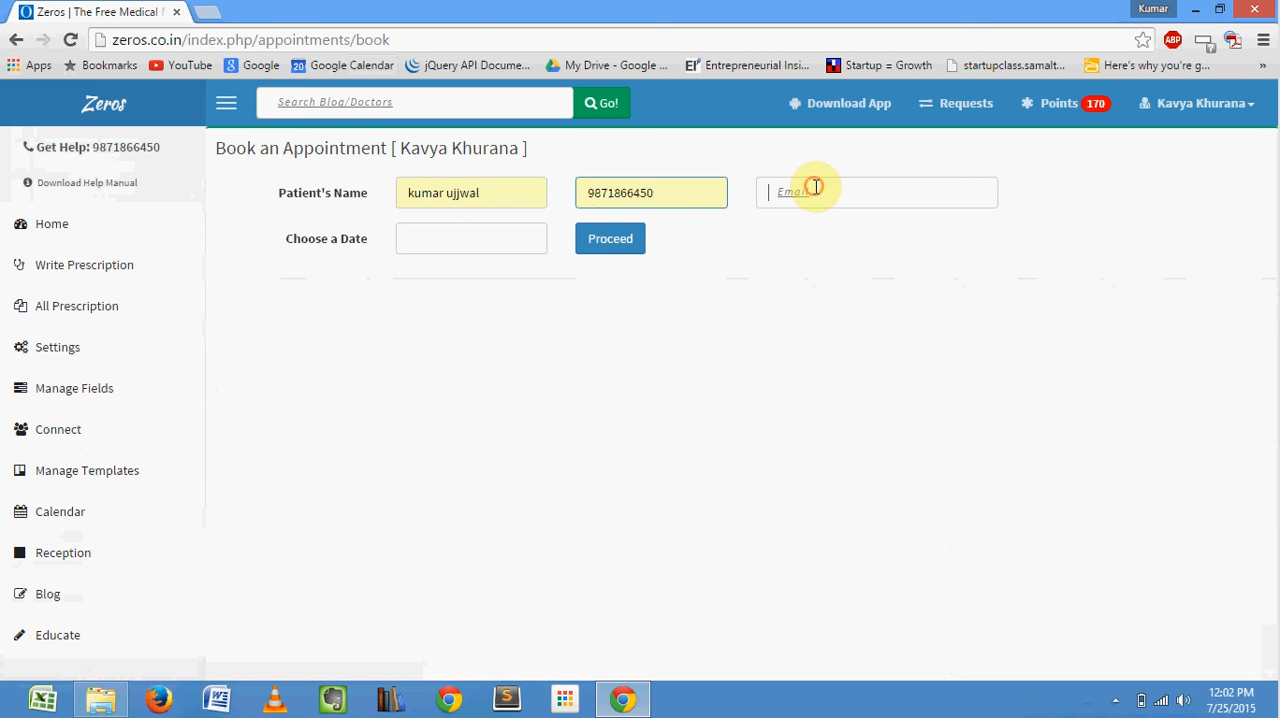 Zeros | The Free Medical
Kumar
zeros.co.in/index.php/appointments/book
ABP
Apps
Bookmarks
YouTube
Google
20 Google Calendar
jQuery API Docume...
My Drive - Google ...
Entrepreneurial Insi...
Startup = Growth
startupclass.samalt...
Here's why you're g...
»
Zeros
Search Blog/Doctors
Go!
Download App
Requests
Points 170
Kavya Khurana
Get Help: 9871866450
Download Help Manual
Home
Write Prescription
All Prescription
Settings
Manage Fields
Connect
Manage Templates
Calendar
Reception
Blog
Educate
Book an Appointment [ Kavya Khurana ]
Patient's Name
kumar ujjwal
9871866450
Email
Choose a Date
Proceed
12:02 PM
7/25/2015